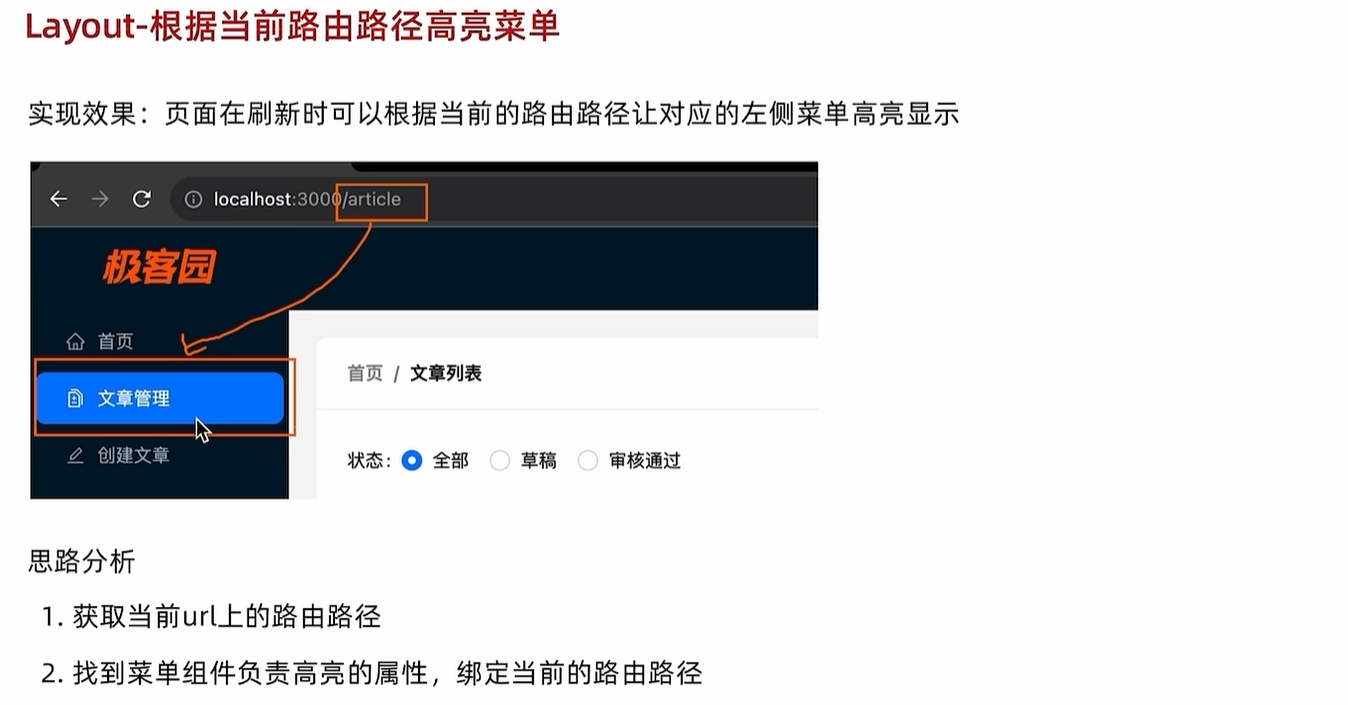 Layout-根据当前路由路径高亮菜单
实现效果：页面在刷新时可以根据当前的路由路径让对应的左侧菜单高亮显示
localhost:3000/article
极客园
首页
文章管理
创建文章
首页 / 文章列表
状态: 全部 草稿 审核通过
思路分析
1. 获取当前url上的路由路径
2. 找到菜单组件负责高亮的属性，绑定当前的路由路径